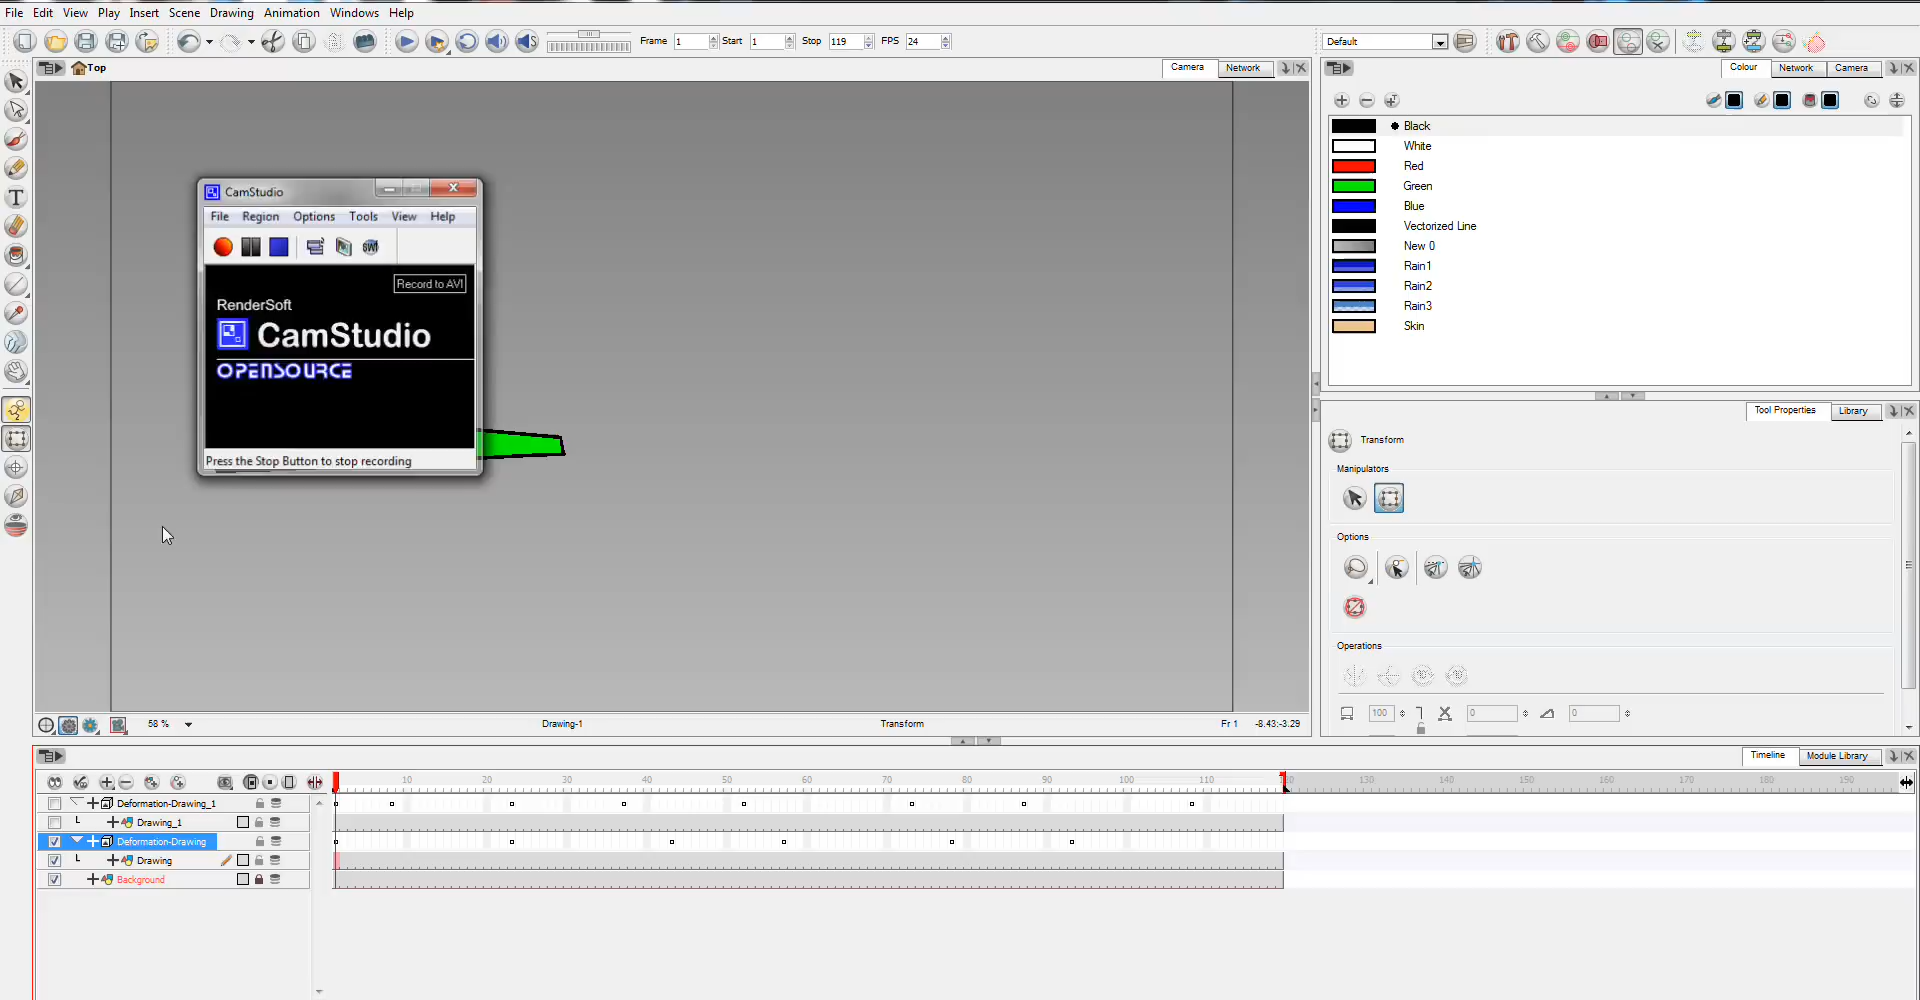 File Edit View Play Insert Scene Drawing Animation Windows Help
Frame 1 Start 1 Stop 119 FPS 24
Default
Top
Camera Network
Colour Network Camera
Black
White
Red
Green
Blue
Vectorized Line
New 0
Rain1
Rain2
Rain3
Skin
CamStudio
File Region Options Tools View Help
Record to AVI
RenderSoft
CamStudio
OPENSOURCE
Press the Stop Button to stop recording
Tool Properties Library
Transform
Manipulators
Options
Operations
100 0 0
58 % Drawing-1 Transform Fr 1 -8.43:-3.29
Timeline Module Library
10 20 30 40 50 60 70 80 90 100 110 130 140 150 160 170 180 190
Deformation-Drawing_1
Drawing_1
Deformation-Drawing
Drawing
Background